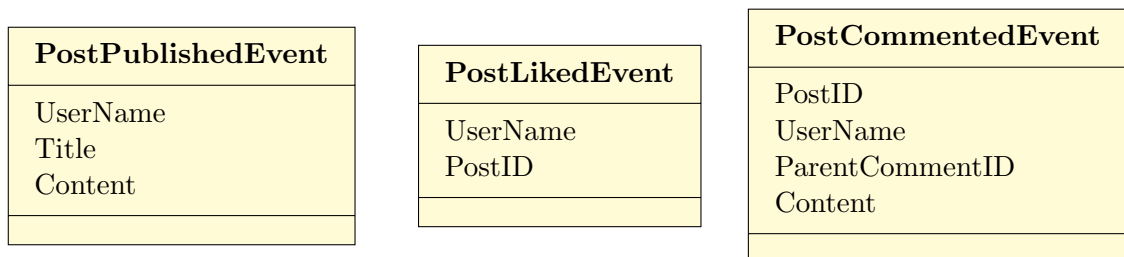 PostPublishedEvent
UserName
Title
Content
PostLikedEvent
UserName
PostID
PostCommentedEvent
PostID
UserName
ParentCommentID
Content